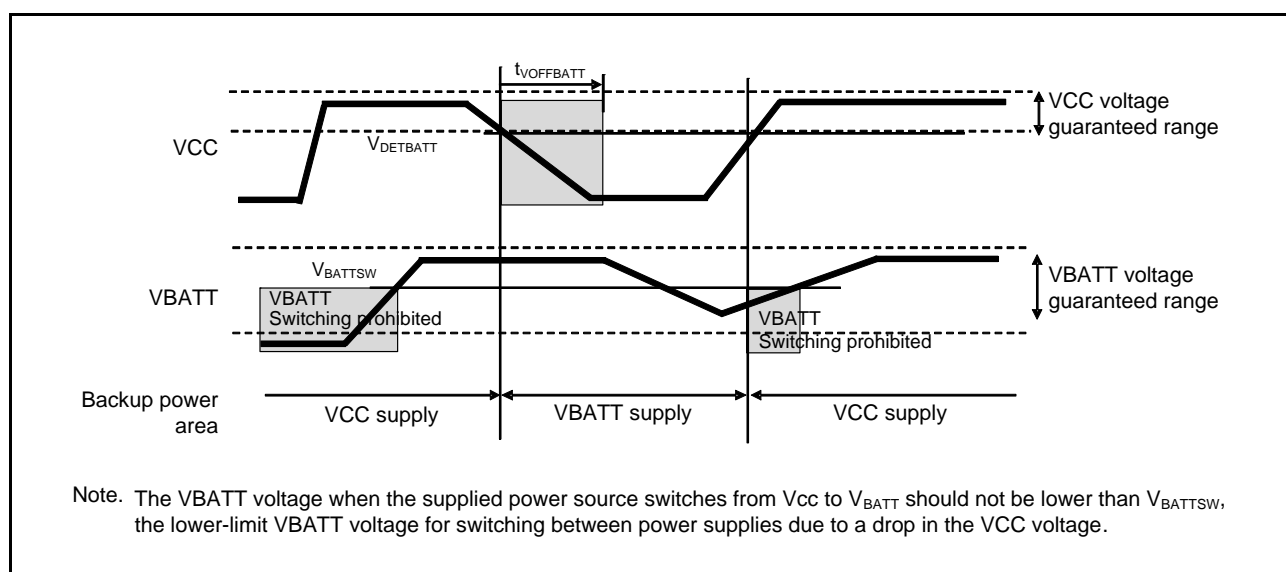 tVOFFBATT
VCC voltage
guaranteed range
VDETBATT
VCC
VBATTSW
VBATT voltage
guaranteed range
VBATT
VBATT
Switching prohibited
VBATT
Switching prohibited
Backup power
area
VCC supply
VBATT supply
VCC supply
Note. The VBATT voltage when the supplied power source switches from Vcc to VBATT should not be lower than VBATTSW,
the lower-limit VBATT voltage for switching between power supplies due to a drop in the VCC voltage.